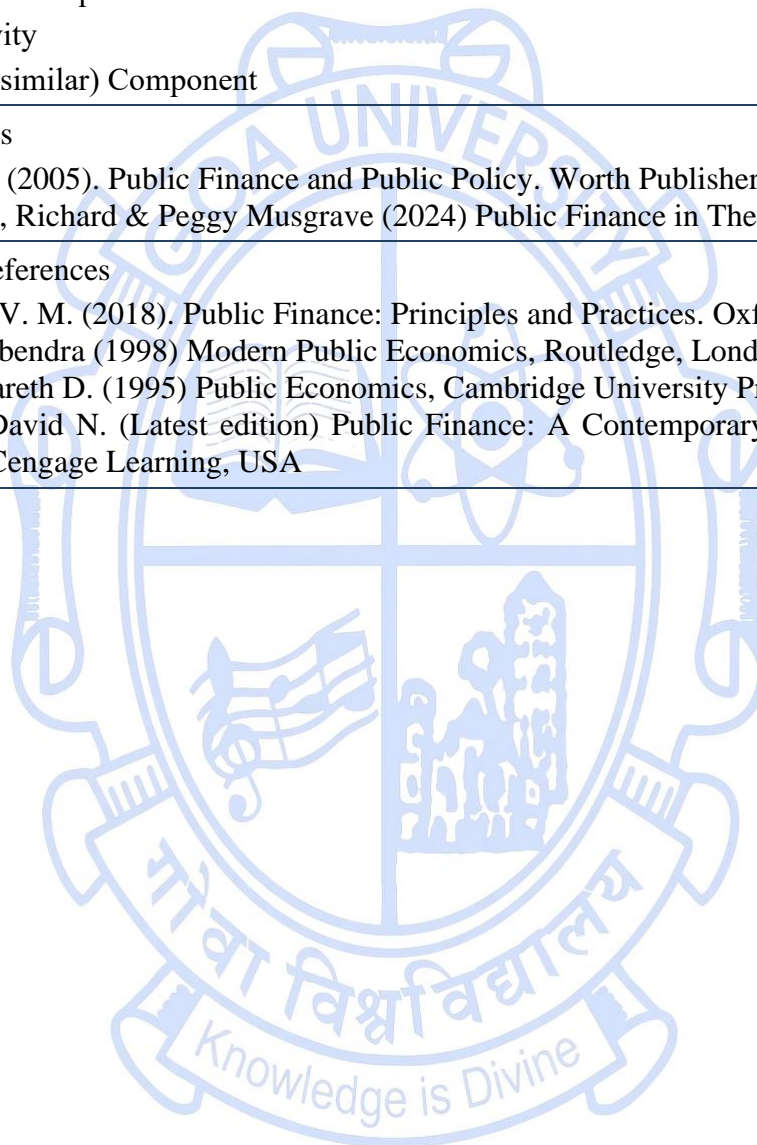 vity
similar) Component
s
(2005). Public Finance and Public Policy. Worth Publisher
, Richard & Peggy Musgrave (2024) Public Finance in The
eferences
V. M. (2018). Public Finance: Principles and Practices. Oxf
bendra (1998) Modern Public Economics, Routledge, Lond
areth D. (1995) Public Economics, Cambridge University P
David N. (Latest edition) Public Finance: A Contemporary
Cengage Learning, USA
GOA UNIVERSITY
गोंवा विश्वविद्यालय
Knowledge is Divine